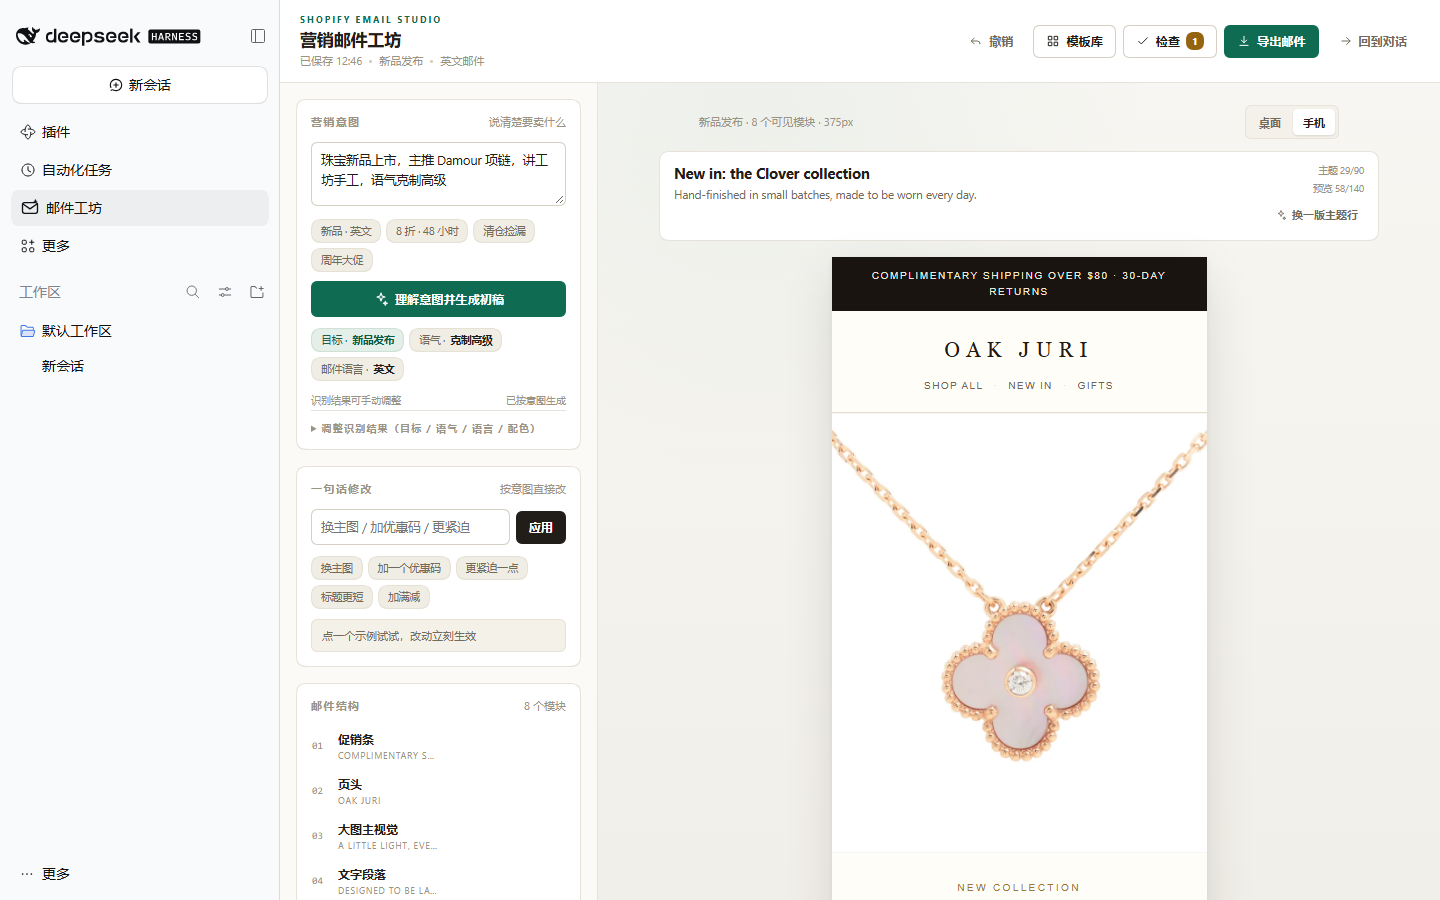 deepseek HARNESS
新会话
插件
自动化任务
邮件工坊
更多
工作区
默认工作区
新会话
更多
SHOPIFY EMAIL STUDIO
营销邮件工坊
已保存 12:46 • 新品发布 • 英文邮件
撤销
模板库
检查 1
导出邮件
回到对话
营销意图
说清楚要卖什么
珠宝新品上市，主推 Damour 项链，讲工
坊手工，语气克制高级
新品 · 英文
8 折 · 48 小时
清仓捡漏
周年大促
理解意图并生成初稿
目标 · 新品发布
语气 · 克制高级
邮件语言 · 英文
识别结果可手动调整
已按意图生成
调整识别结果（目标 / 语气 / 语言 / 配色）
一句话修改
按意图直接改
换主图 / 加优惠码 / 更紧迫
应用
换主图
加一个优惠码
更紧迫一点
标题更短
加满减
点一个示例试试，改动立刻生效
邮件结构
8 个模块
01 促销条
COMPLIMENTARY S...
02 页头
OAK JURI
03 大图主视觉
A LITTLE LIGHT, EVE...
04 文字段落
DESIGNED TO BE LA...
新品发布 · 8 个可见模块 · 375px
桌面
手机
New in: the Clover collection
Hand-finished in small batches, made to be worn every day.
主题 29/90
预览 58/140
换一版主题行
COMPLIMENTARY SHIPPING OVER $80 · 30-DAY
RETURNS
OAK JURI
SHOP ALL · NEW IN · GIFTS
NEW COLLECTION